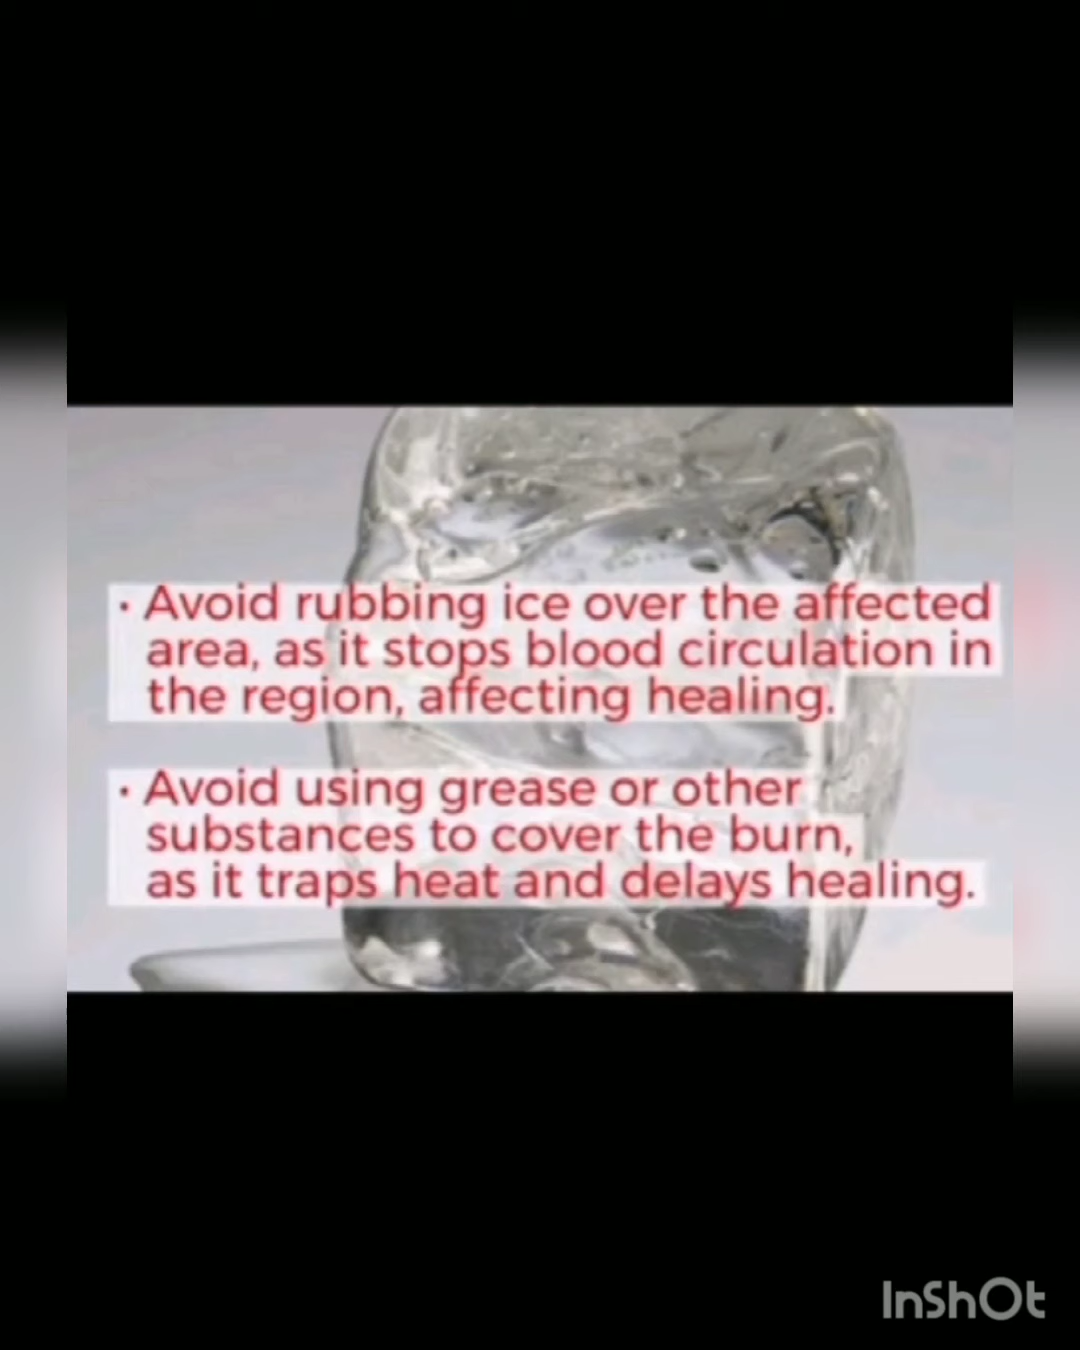 · Avoid rubbing ice over the affected
area, as it stops blood circulation in
the region, affecting healing.
· Avoid using grease or other
substances to cover the burn,
as it traps heat and delays healing.
InShOt